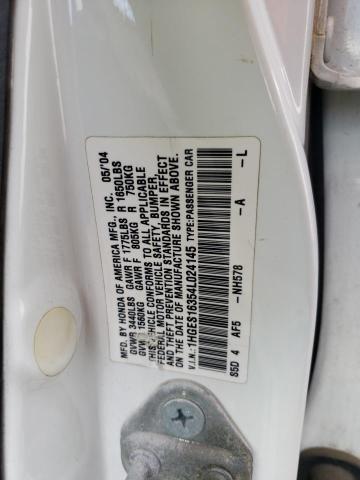 MFD. BY HONDA OF AMERICA MFG., INC. 05/'04
GVWR 3440LBS GAWR F 1775LBS R 1650LBS
GVWR 1560KG GAWR F 805KG R 750KG
THIS VEHICLE CONFORMS TO ALL APPLICABLE
FEDERAL MOTOR VEHICLE SAFETY, BUMPER,
AND THEFT PREVENTION STANDARDS IN EFFECT
ON THE DATE OF MANUFACTURE SHOWN ABOVE.
V.I.N.: 1HGES16354L024145 TYPE:PASSENGER CAR
S5D 4 AF5 -NH578 -A -L